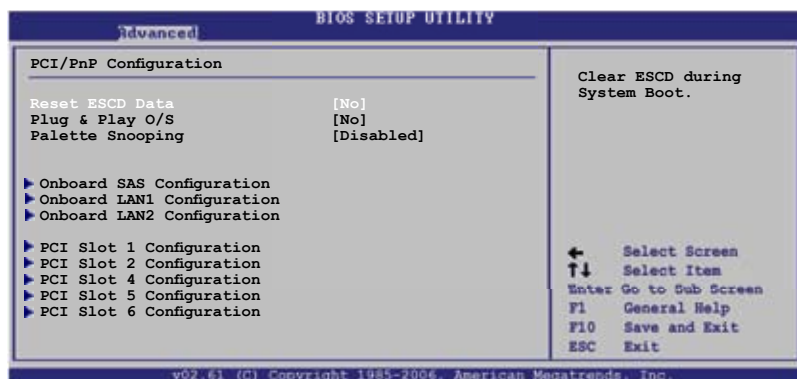 BIOS SETUP UTILITY
Advanced
PCI/PnP Configuration
Reset ESCD Data [No]
Plug & Play O/S [No]
Palette Snooping [Disabled]
Onboard SAS Configuration
Onboard LAN1 Configuration
Onboard LAN2 Configuration
PCI Slot 1 Configuration
PCI Slot 2 Configuration
PCI Slot 4 Configuration
PCI Slot 5 Configuration
PCI Slot 6 Configuration
Clear ESCD during
System Boot.
Select Screen
Select Item
Enter Go to Sub Screen
F1 General Help
F10 Save and Exit
ESC Exit
v02.61 (C) Copyright 1985-2006, American Megatrends, Inc.